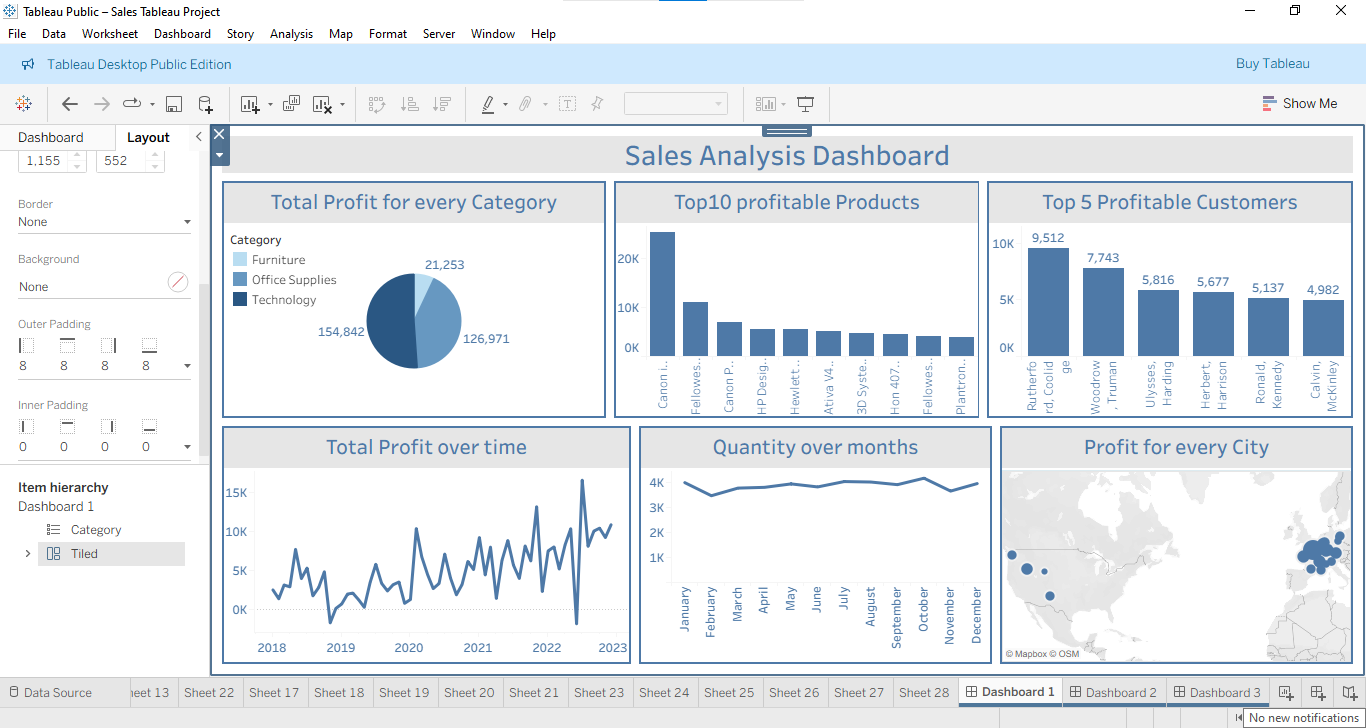 Tableau Public – Sales Tableau Project
File Data Worksheet Dashboard Story Analysis Map Format Server Window Help
Tableau Desktop Public Edition
Buy Tableau
Show Me
Dashboard Layout
1,155 552
Border
None
Background
None
Outer Padding
8 8 8 8
Inner Padding
0 0 0 0
Item hierarchy
Dashboard 1
Category
Tiled
Sales Analysis Dashboard
Total Profit for every Category
Category
Furniture
Office Supplies
Technology
21,253
154,842
126,971
Top10 profitable Products
20K
10K
0K
Canon i..
Fellowes..
Canon P..
HP Desig..
Hewlett ..
Ativa V4..
3D Syste..
Hon 407..
Fellowes..
Plantron..
Top 5 Profitable Customers
10K
5K
0K
9,512
7,743
5,816
5,677
5,137
4,982
Rutherfo
rd, Coolid
ge
Woodrow
, Truman
Ulysses,
Harding
Herbert,
Harrison
Ronald,
Kennedy
Calvin,
McKinley
Total Profit over time
15K
10K
5K
0K
2018 2019 2020 2021 2022 2023
Quantity over months
4K
3K
2K
1K
January
February
March
April
May
June
July
August
September
October
November
December
Profit for every City
© Mapbox © OSM
Data Source
eet 13 Sheet 22 Sheet 17 Sheet 18 Sheet 19 Sheet 20 Sheet 21 Sheet 23 Sheet 24 Sheet 25 Sheet 26 Sheet 27 Sheet 28 Dashboard 1 Dashboard 2 Dashboard 3
No new notifications